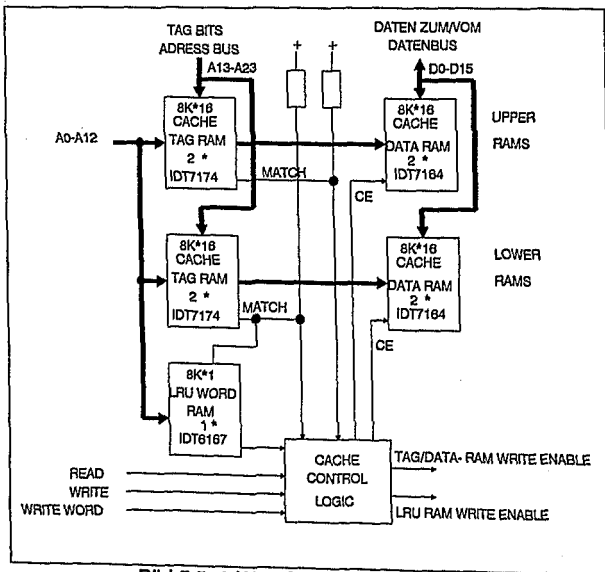 TAG BITS
ADRESS BUS
A13-A23
DATEN ZUM/VOM
DATENBUS
D0-D15
+
+
A0-A12
8K*16
CACHE
TAG RAM
2 *
IDT7174
MATCH
8K*16
CACHE
DATA RAM
2 *
IDT7164
CE
UPPER
RAMS
8K*16
CACHE
TAG RAM
2 *
IDT7174
MATCH
8K*16
CACHE
DATA RAM
2 *
IDT7164
CE
LOWER
RAMS
8K*1
LRU WORD
RAM
1 *
IDT6167
READ
WRITE
WRITE WORD
CACHE
CONTROL
LOGIC
TAG/DATA- RAM WRITE ENABLE
LRU RAM WRITE ENABLE